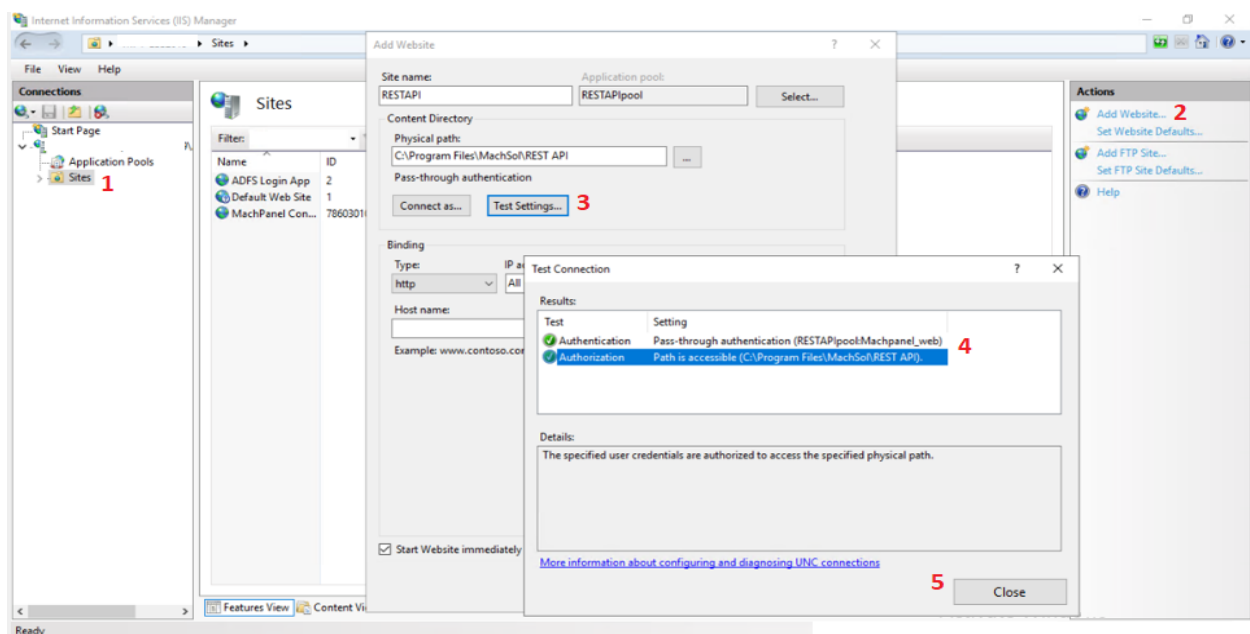 Internet Information Services (IIS) Manager
Sites
File View Help
Connections
Start Page
Application Pools
Sites 1
Sites
Filter:
Name ID
ADFS Login App 2
Default Web Site 1
MachPanel Con... 7860301
Features View Content Vi
Ready
Add Website ? ×
Site name: Application pool:
RESTAPI RESTAPIpool Select...
Content Directory
Physical path:
C:\Program Files\MachSol\REST API ...
Pass-through authentication
Connect as... Test Settings... 3
Binding
Type: IP a
http All
Host name:
Example: www.contoso.cor
Start Website immediately
Test Connection ? ×
Results:
Test Setting
Authentication Pass-through authentication (RESTAPIpool:Machpanel_web)
Authorization Path is accessible (C:\Program Files\MachSol\REST API).
4
Details:
The specified user credentials are authorized to access the specified physical path.
More information about configuring and diagnosing UNC connections
5 Close
Actions
Add Website... 2
Set Website Defaults...
Add FTP Site...
Set FTP Site Defaults...
Help